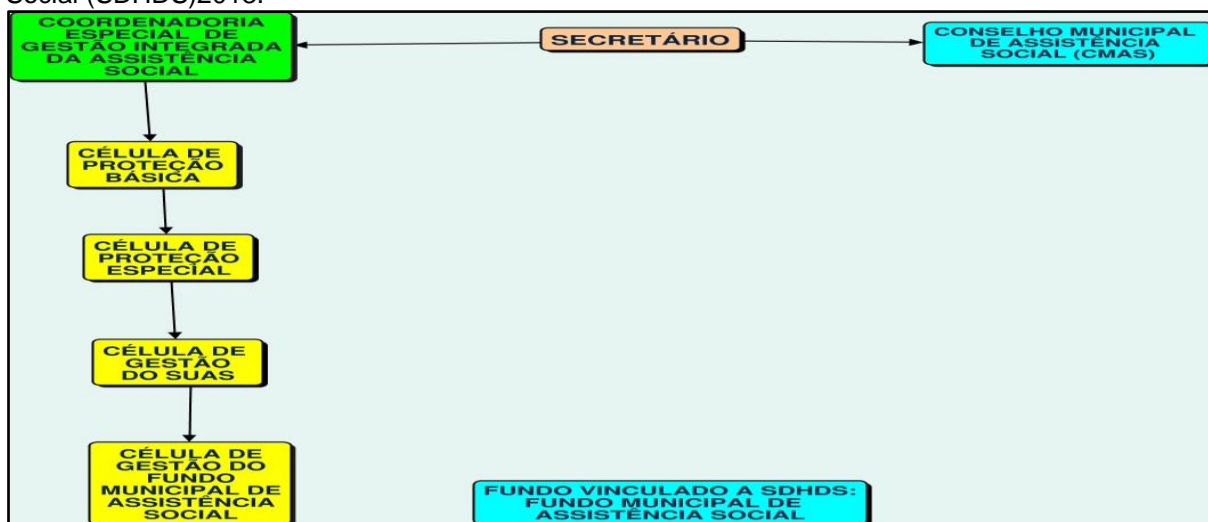 Social (SDHDS)2018.
COORDENADORIA
ESPECIAL DE
GESTÃO INTEGRADA
DA ASSISTÊNCIA
SOCIAL
SECRETÁRIO
CONSELHO MUNICIPAL
DE ASSISTÊNCIA
SOCIAL (CMAS)
CÉLULA DE
PROTEÇÃO
BÁSICA
CÉLULA DE
PROTEÇÃO
ESPECIAL
CÉLULA DE
GESTÃO
DO SUAS
CÉLULA DE
GESTÃO DO
FUNDO
MUNICIPAL DE
ASSISTÊNCIA
SOCIAL
FUNDO VINCULADO A SDHDS:
FUNDO MUNICIPAL DE
ASSISTÊNCIA SOCIAL